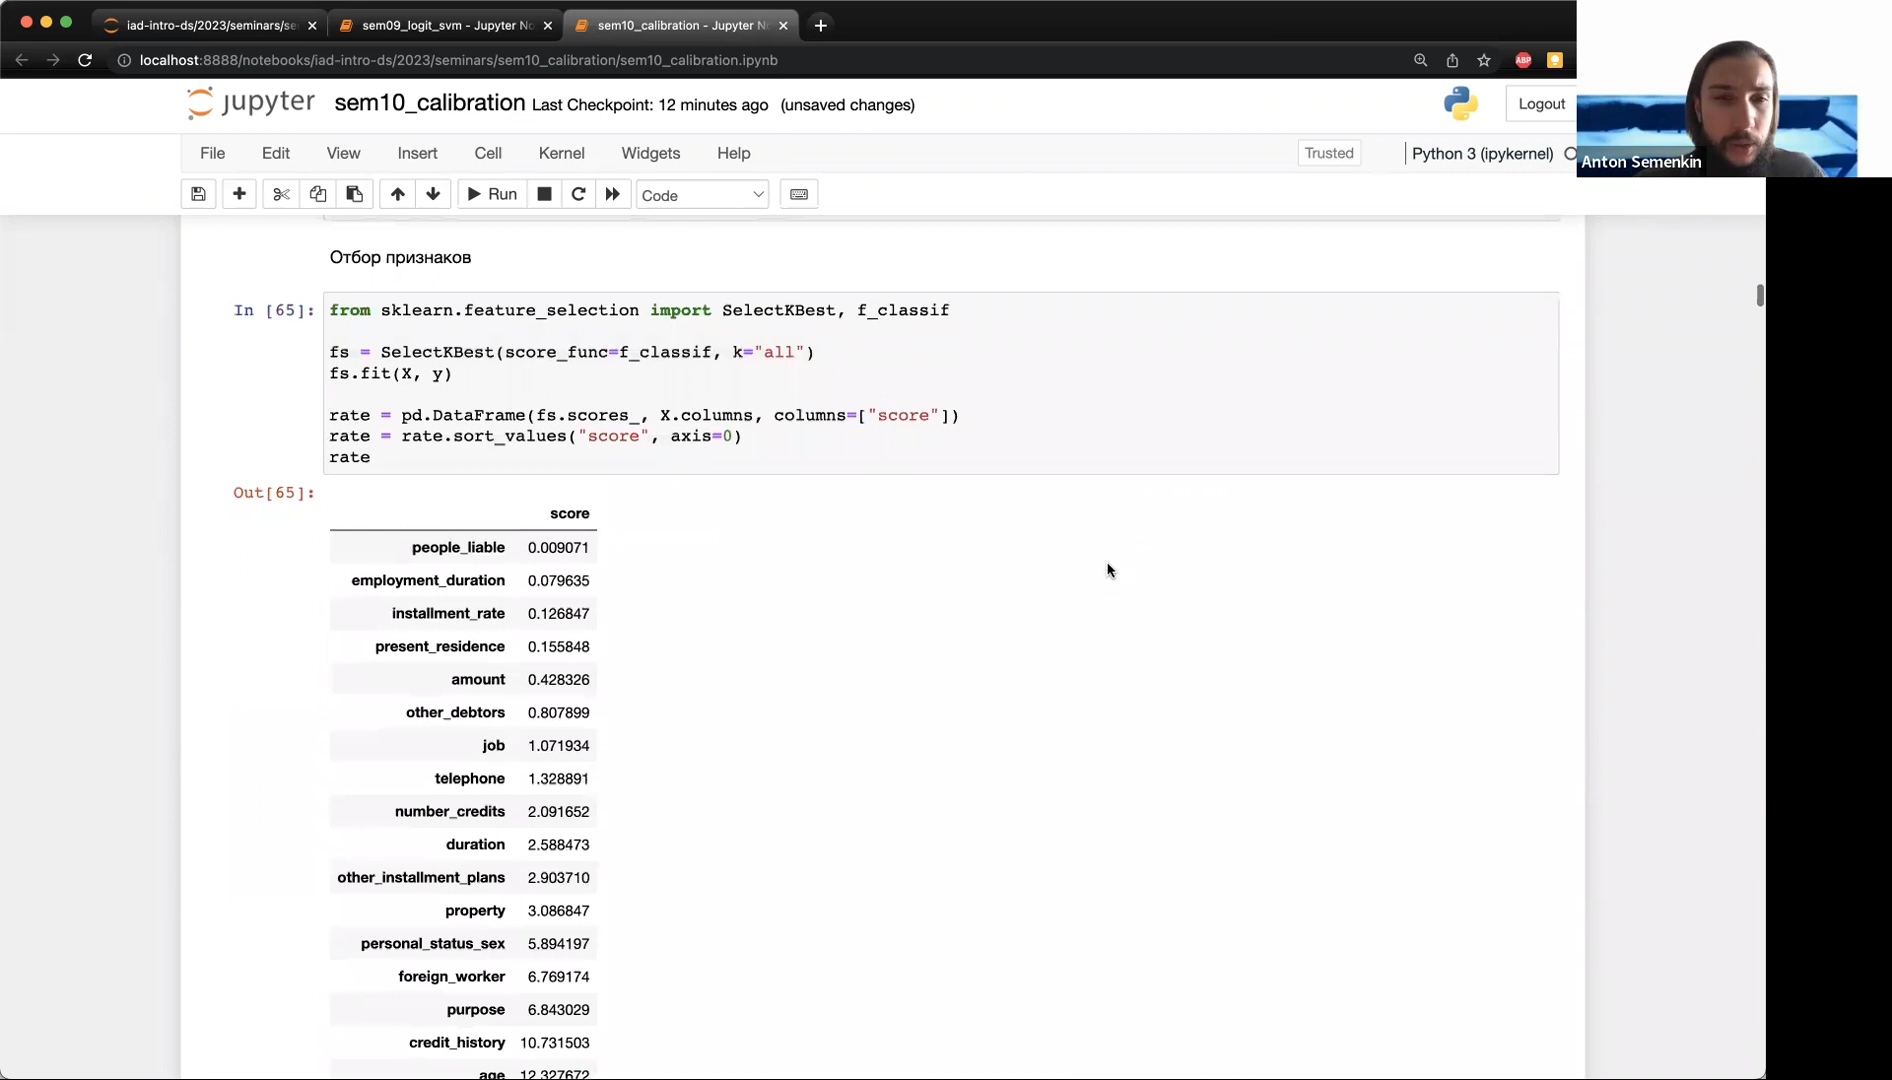 iad-intro-ds/2023/seminars/se
sem09_logit_svm - Jupyter No
sem10_calibration - Jupyter N
localhost:8888/notebooks/iad-intro-ds/2023/seminars/sem10_calibration/sem10_calibration.ipynb
ABP
jupyter sem10_calibration Last Checkpoint: 12 minutes ago (unsaved changes)
Logout
Anton Semenkin
File Edit View Insert Cell Kernel Widgets Help
Trusted
Python 3 (ipykernel)
Run
Code
Отбор признаков
In [65]:
from sklearn.feature_selection import SelectKBest, f_classif
fs = SelectKBest(score_func=f_classif, k="all")
fs.fit(X, y)
rate = pd.DataFrame(fs.scores_, X.columns, columns=["score"])
rate = rate.sort_values("score", axis=0)
rate
Out[65]:
score
people_liable 0.009071
employment_duration 0.079635
installment_rate 0.126847
present_residence 0.155848
amount 0.428326
other_debtors 0.807899
job 1.071934
telephone 1.328891
number_credits 2.091652
duration 2.588473
other_installment_plans 2.903710
property 3.086847
personal_status_sex 5.894197
foreign_worker 6.769174
purpose 6.843029
credit_history 10.731503
age 12.327672